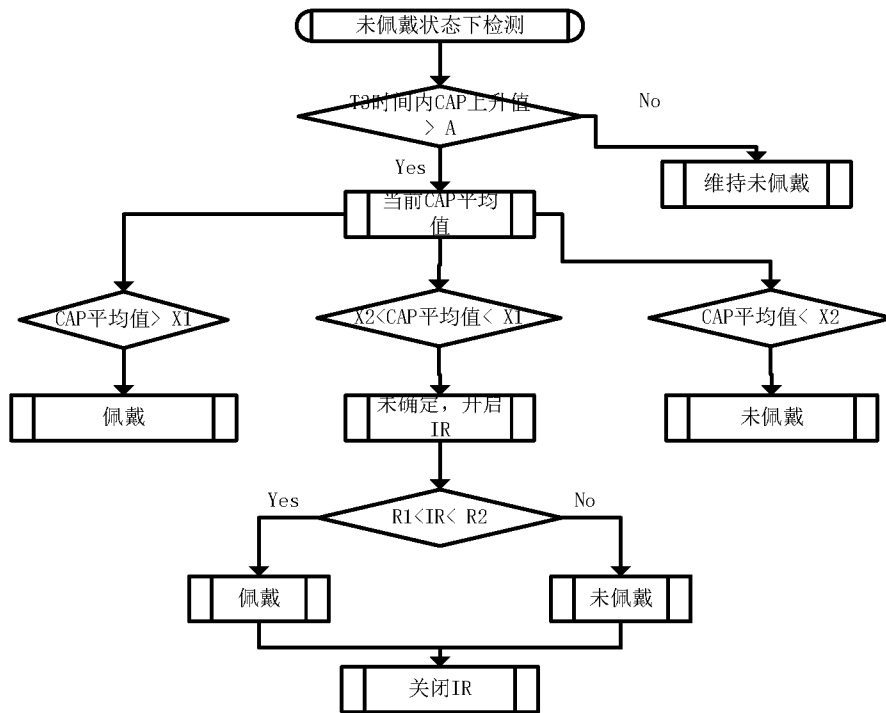 未佩戴状态下检测
T3时间内CAP上升值
> A
No
Yes
维持未佩戴
当前CAP平均
值
CAP平均值> X1
X2<CAP平均值< X1
CAP平均值< X2
佩戴
未确定，开启
IR
未佩戴
Yes
No
R1<IR< R2
佩戴
未佩戴
关闭IR